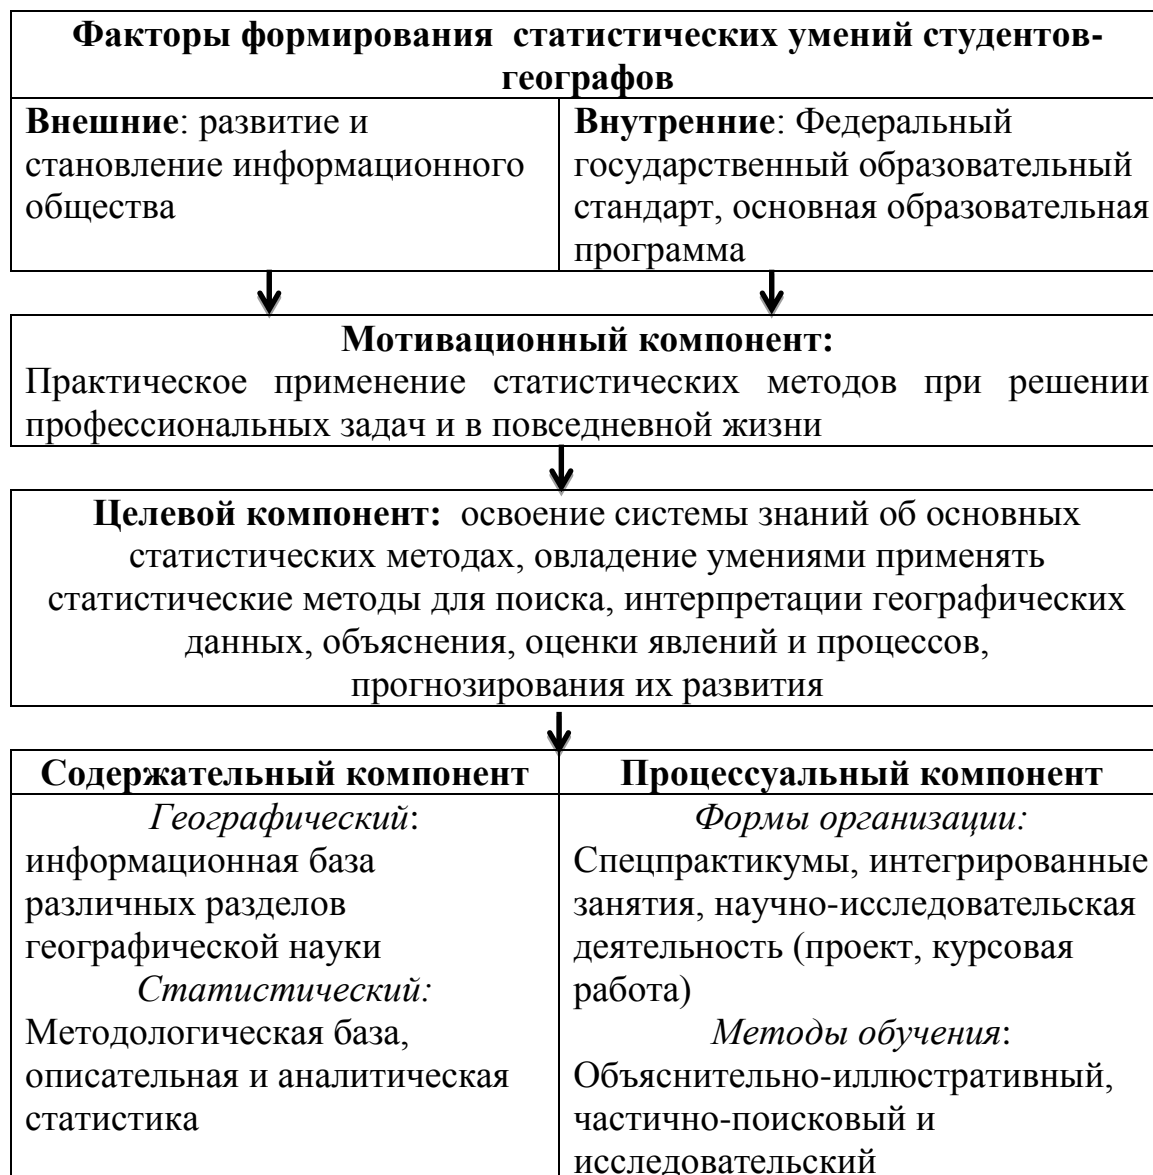 Факторы формирования статистических умений студентов-
географов
Внешние: развитие и
становление информационного
общества
Внутренние: Федеральный
государственный образовательный
стандарт, основная образовательная
программа
Мотивационный компонент:
Практическое применение статистических методов при решении
профессиональных задач и в повседневной жизни
Целевой компонент: освоение системы знаний об основных
статистических методах, овладение умениями применять
статистические методы для поиска, интерпретации географических
данных, объяснения, оценки явлений и процессов,
прогнозирования их развития
Содержательный компонент
Географический:
информационная база
различных разделов
географической науки
Статистический:
Методологическая база,
описательная и аналитическая
статистика
Процессуальный компонент
Формы организации:
Спецпрактикумы, интегрированные
занятия, научно-исследовательская
деятельность (проект, курсовая
работа)
Методы обучения:
Объяснительно-иллюстративный,
частично-поисковый и
исследовательский